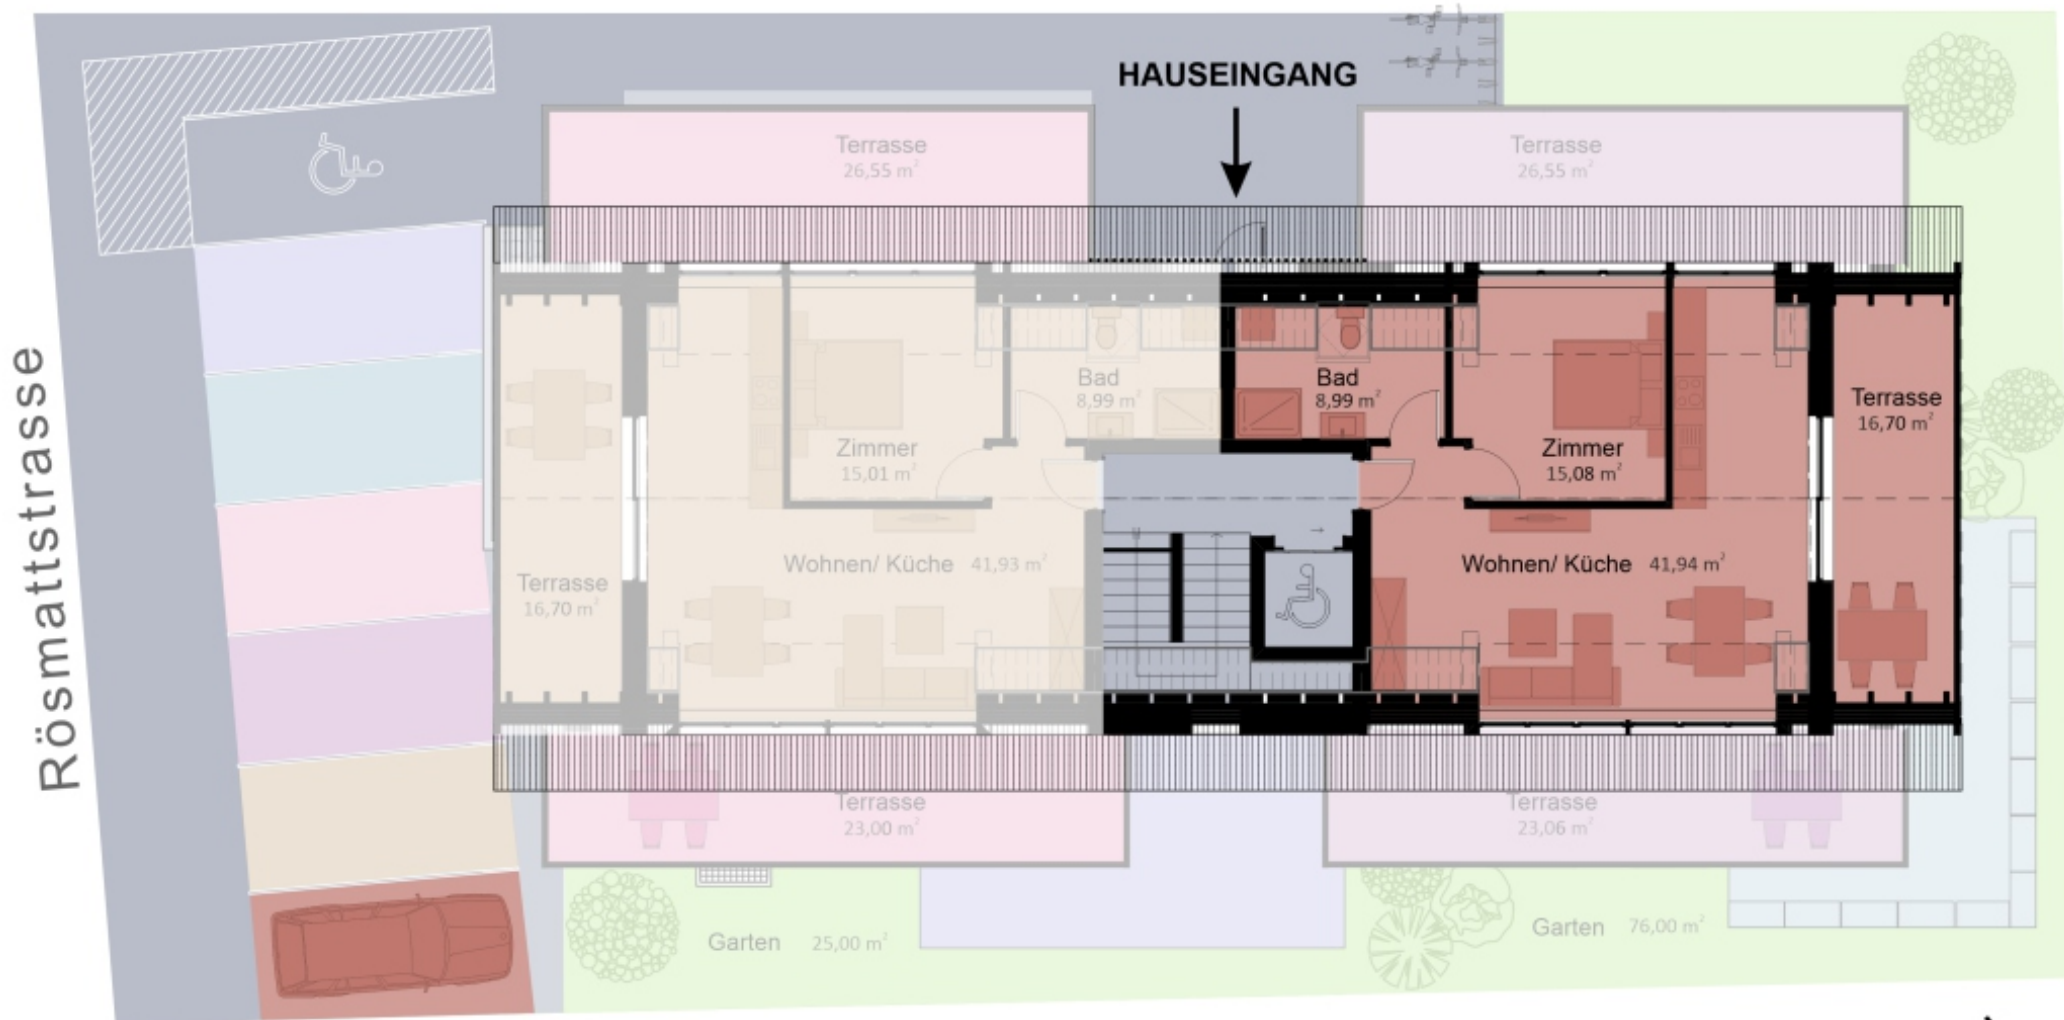 HAUSEINGANG
Terrasse
26,55 m²
Terrasse
26,55 m²
Rösmattstrasse
Bad
8,99 m²
Bad
8,99 m²
Terrasse
16,70 m²
Zimmer
15,01 m²
Zimmer
15,08 m²
Wohnen/ Küche 41,93 m²
Wohnen/ Küche 41,94 m²
Terrasse
16,70 m²
Terrasse
23,00 m²
Terrasse
23,06 m²
Garten 25,00 m²
Garten 76,00 m²